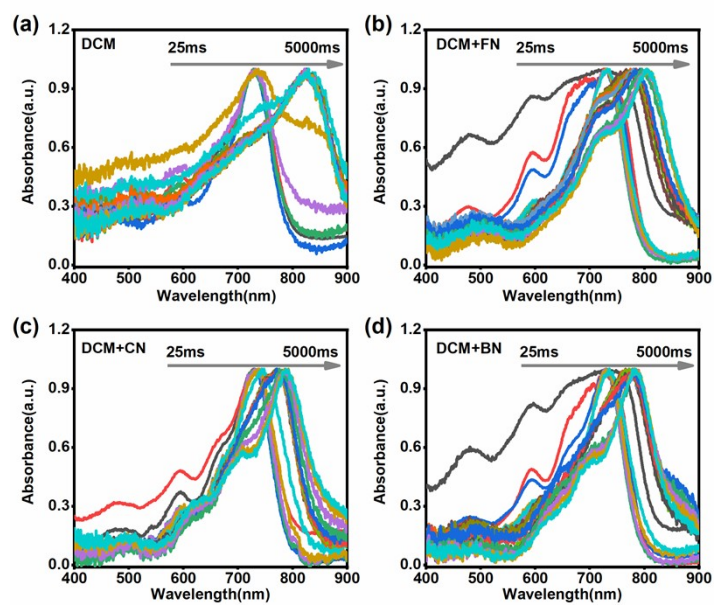 (a)
DCM
25ms 5000ms
Absorbance(a.u.)
1.2
0.9
0.6
0.3
0.0
400 500 600 700 800 900
Wavelength(nm)
(b)
DCM+FN
25ms 5000ms
Absorbance(a.u.)
1.2
0.9
0.6
0.3
0.0
400 500 600 700 800 900
Wavelength(nm)
(c)
DCM+CN
25ms 5000ms
Absorbance(a.u.)
1.2
0.9
0.6
0.3
0.0
400 500 600 700 800 900
Wavelength(nm)
(d)
DCM+BN
25ms 5000ms
Absorbance(a.u.)
1.2
0.9
0.6
0.3
0.0
400 500 600 700 800 900
Wavelength(nm)